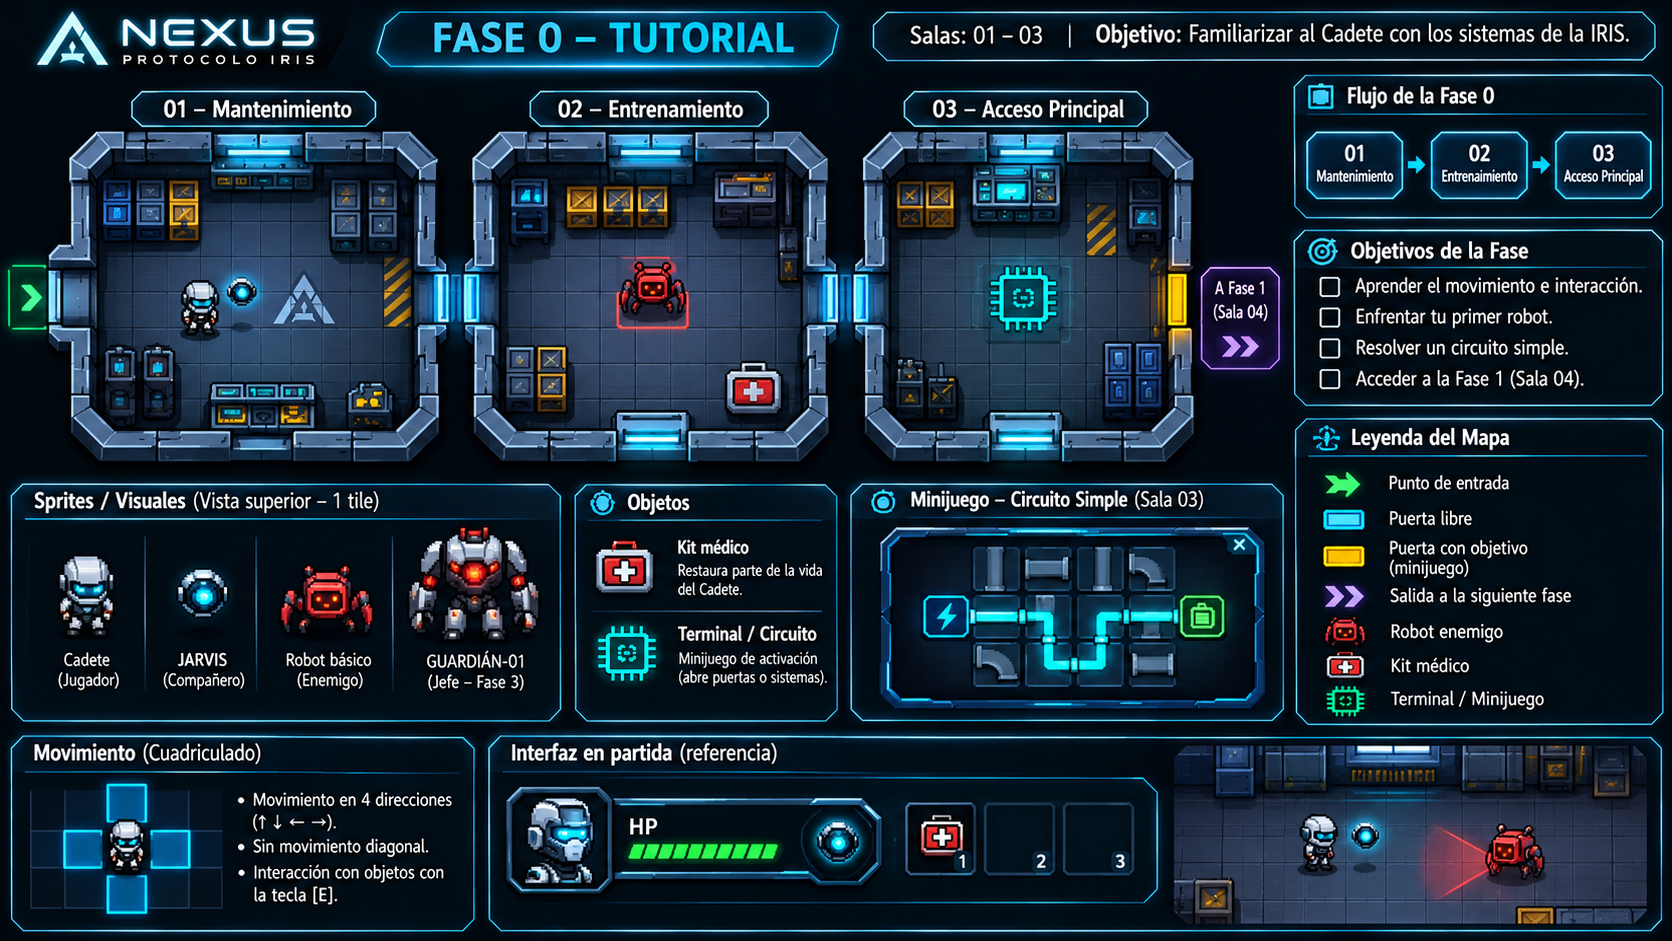 NEXUS
PROTOCOLO IRIS
FASE 0 – TUTORIAL
Salas: 01 – 03 | Objetivo: Familiarizar al Cadete con los sistemas de la IRIS.
01 – Mantenimiento
02 – Entrenamiento
03 – Acceso Principal
A Fase 1
(Sala 04)
Flujo de la Fase 0
01
Mantenimiento
02
Entrenaimiento
03
Acceso Principal
Objetivos de la Fase
Aprender el movimiento e interacción.
Enfrentar tu primer robot.
Resolver un circuito simple.
Acceder a la Fase 1 (Sala 04).
Leyenda del Mapa
Punto de entrada
Puerta libre
Puerta con objetivo
(minijuego)
Salida a la siguiente fase
Robot enemigo
Kit médico
Terminal / Minijuego
Sprites / Visuales (Vista superior – 1 tile)
Cadete
(Jugador)
JARVIS
(Compañero)
Robot básico
(Enemigo)
GUARDIÁN-01
(Jefe – Fase 3)
Objetos
Kit médico
Restaura parte de la vida
del Cadete.
Terminal / Circuito
Minijuego de activación
(abre puertas o sistemas).
Minijuego – Circuito Simple (Sala 03)
Movimiento (Cuadriculado)
• Movimiento en 4 direcciones
(↑ ↓ ← →).
• Sin movimiento diagonal.
• Interacción con objetos con
la tecla [E].
Interfaz en partida (referencia)
HP
1
2
3